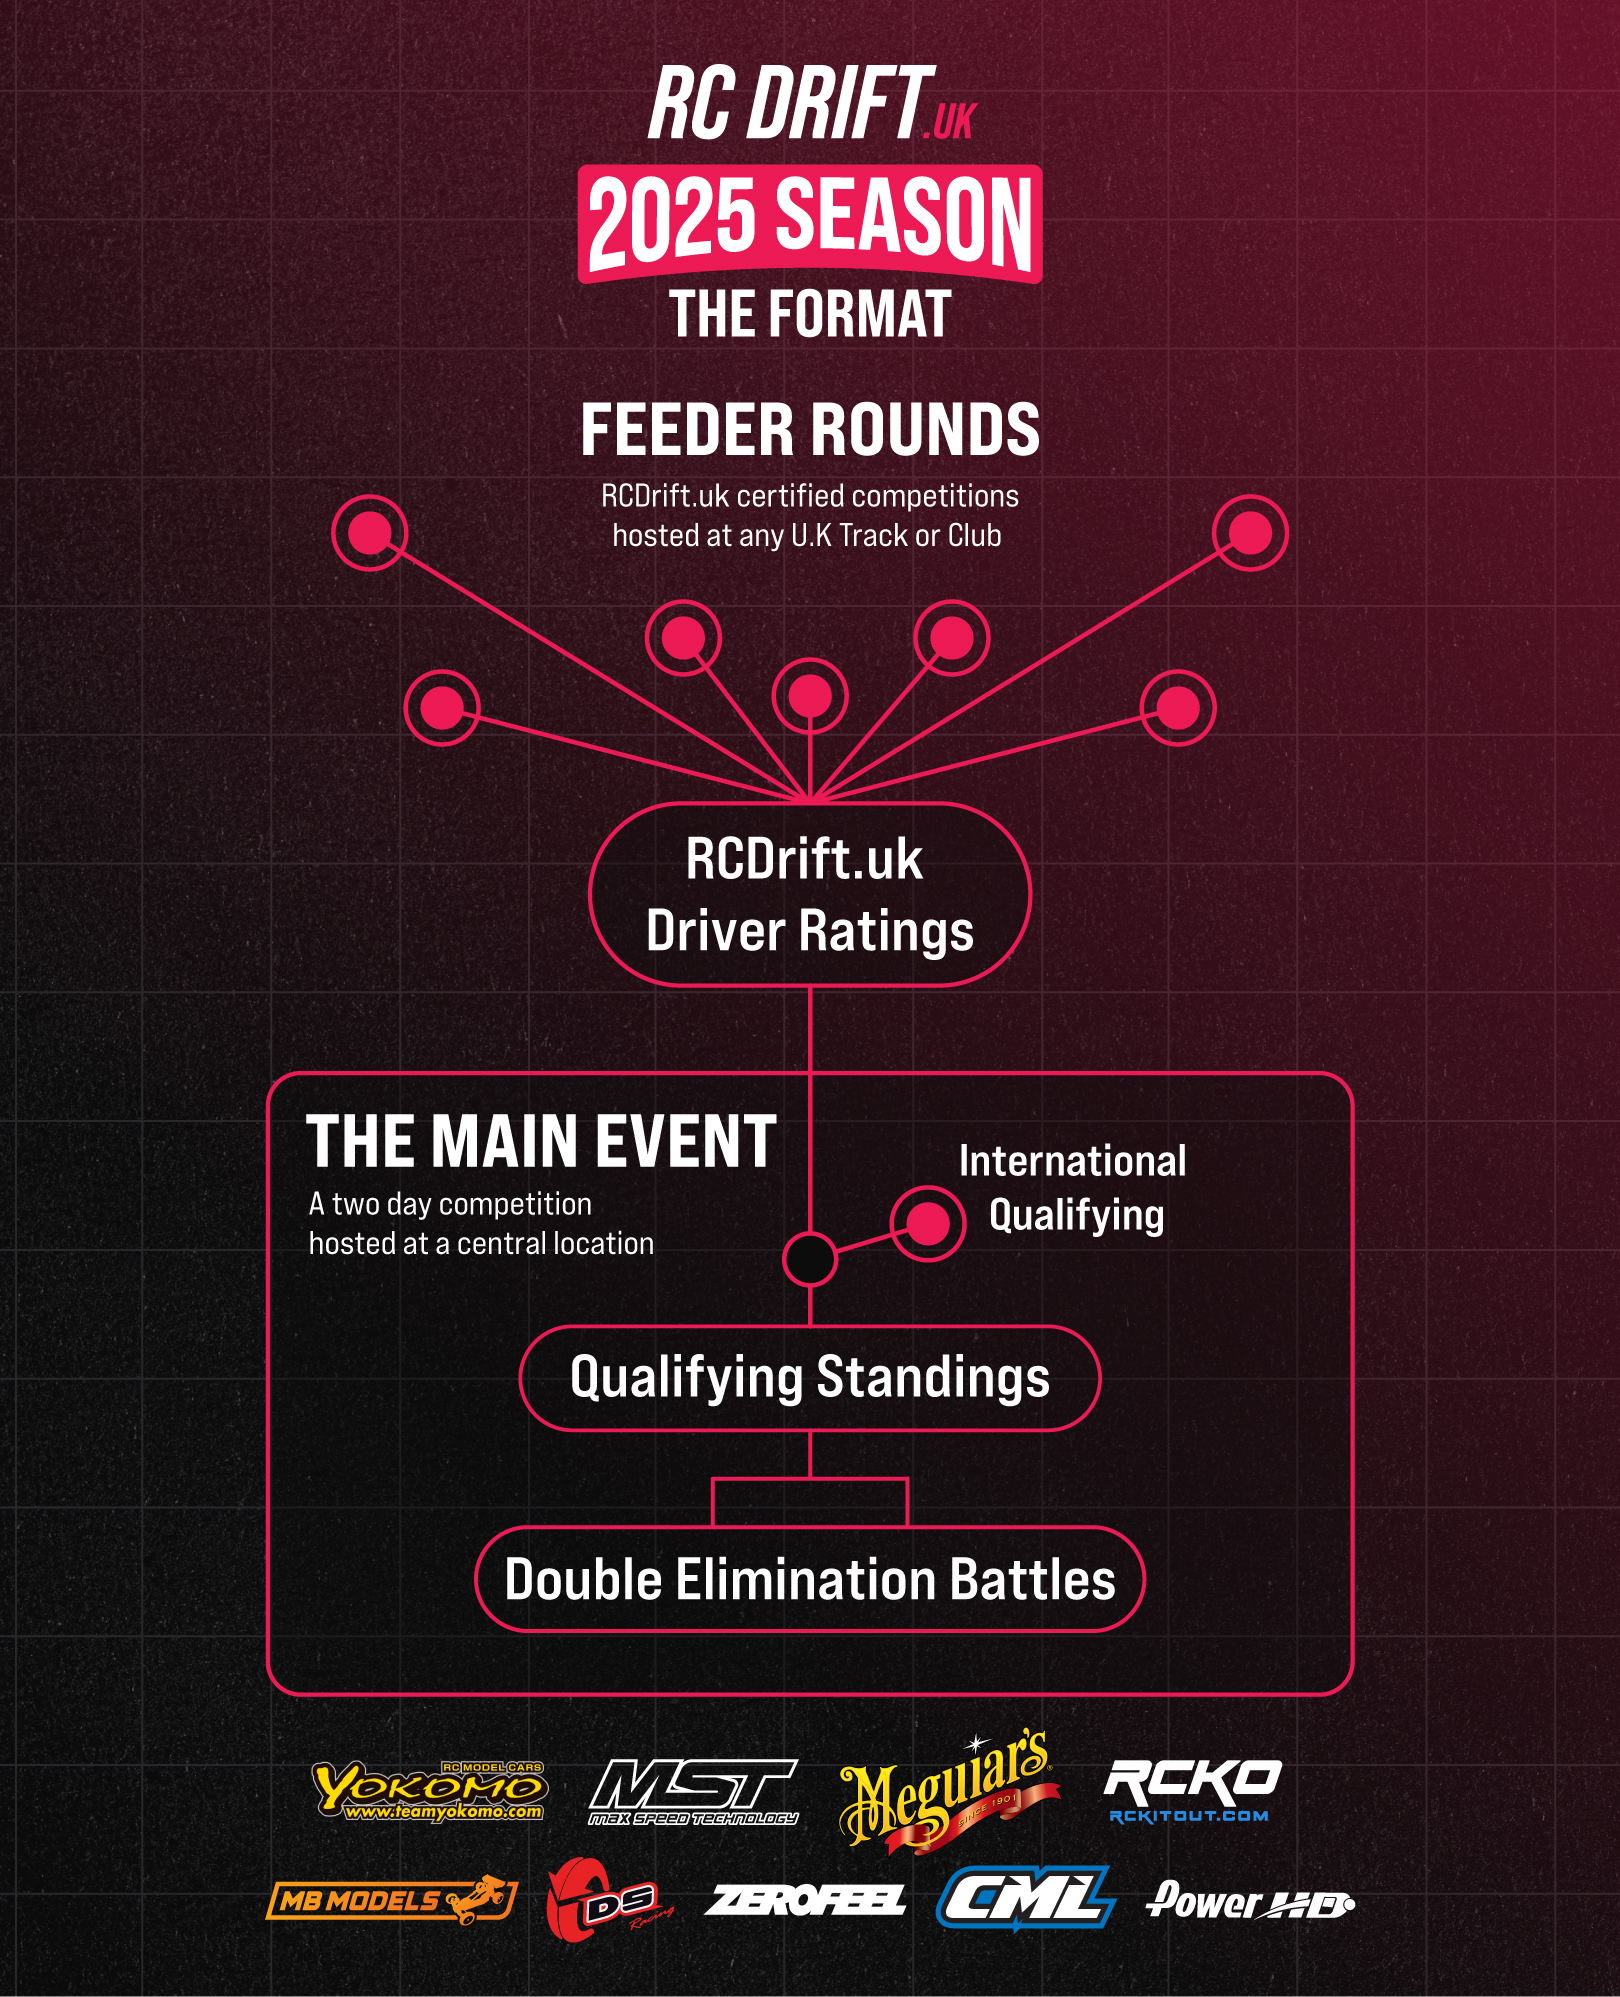 RC DRIFT.UK
2025 SEASON
THE FORMAT
FEEDER ROUNDS
RCDrift.uk certified competitions
hosted at any U.K Track or Club
RCDrift.uk
Driver Ratings
THE MAIN EVENT
A two day competition
hosted at a central location
International
Qualifying
Qualifying Standings
Double Elimination Battles
RC MODEL CARS
YOKOMO
www.teamyokomo.com
MST
MAX SPEED TECHNOLOGY
Meguiar's
SINCE 1901
RCKO
RCKITOUT.COM
MB MODELS
DS
Racing
ZEROFEEL
CML
Power HD